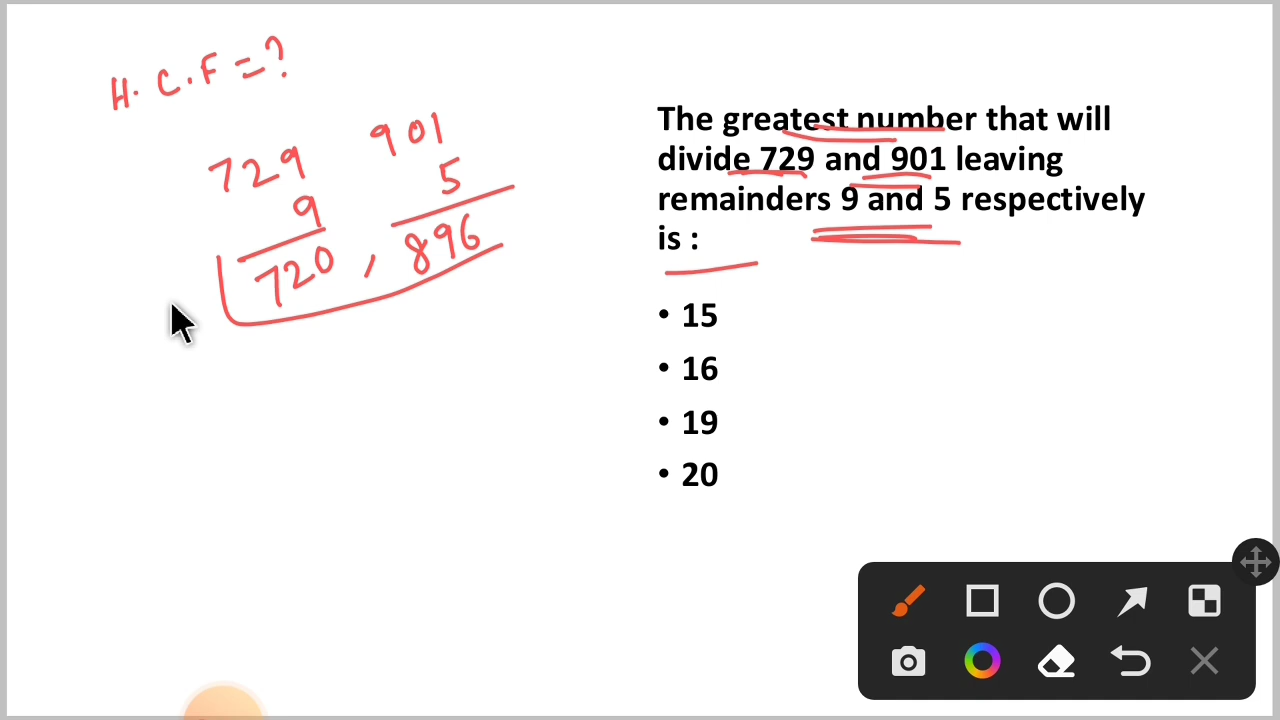 H.C.F=?
729 901
9 5
720, 896
The greatest number that will
divide 729 and 901 leaving
remainders 9 and 5 respectively
is :
• 15
• 16
• 19
• 20